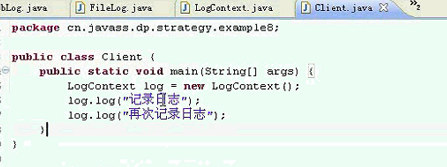 bLog.java FileLog.java LogContext.java Client.java
package cn.javass.dp.strategy.example8;
public class Client {
public static void main(String[] args) {
LogContext log = new LogContext();
log.log("记录日志");
log.log("再次记录日志");
}
}